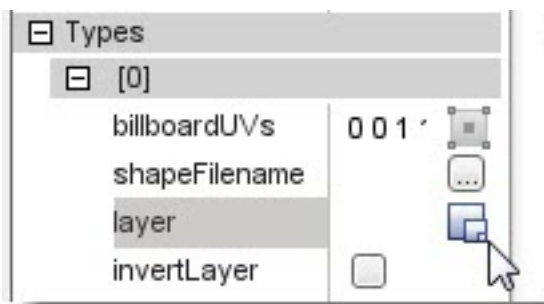 Types
[0]
billboardUVs 0 0 1
shapeFilename ...
layer
invertLayer